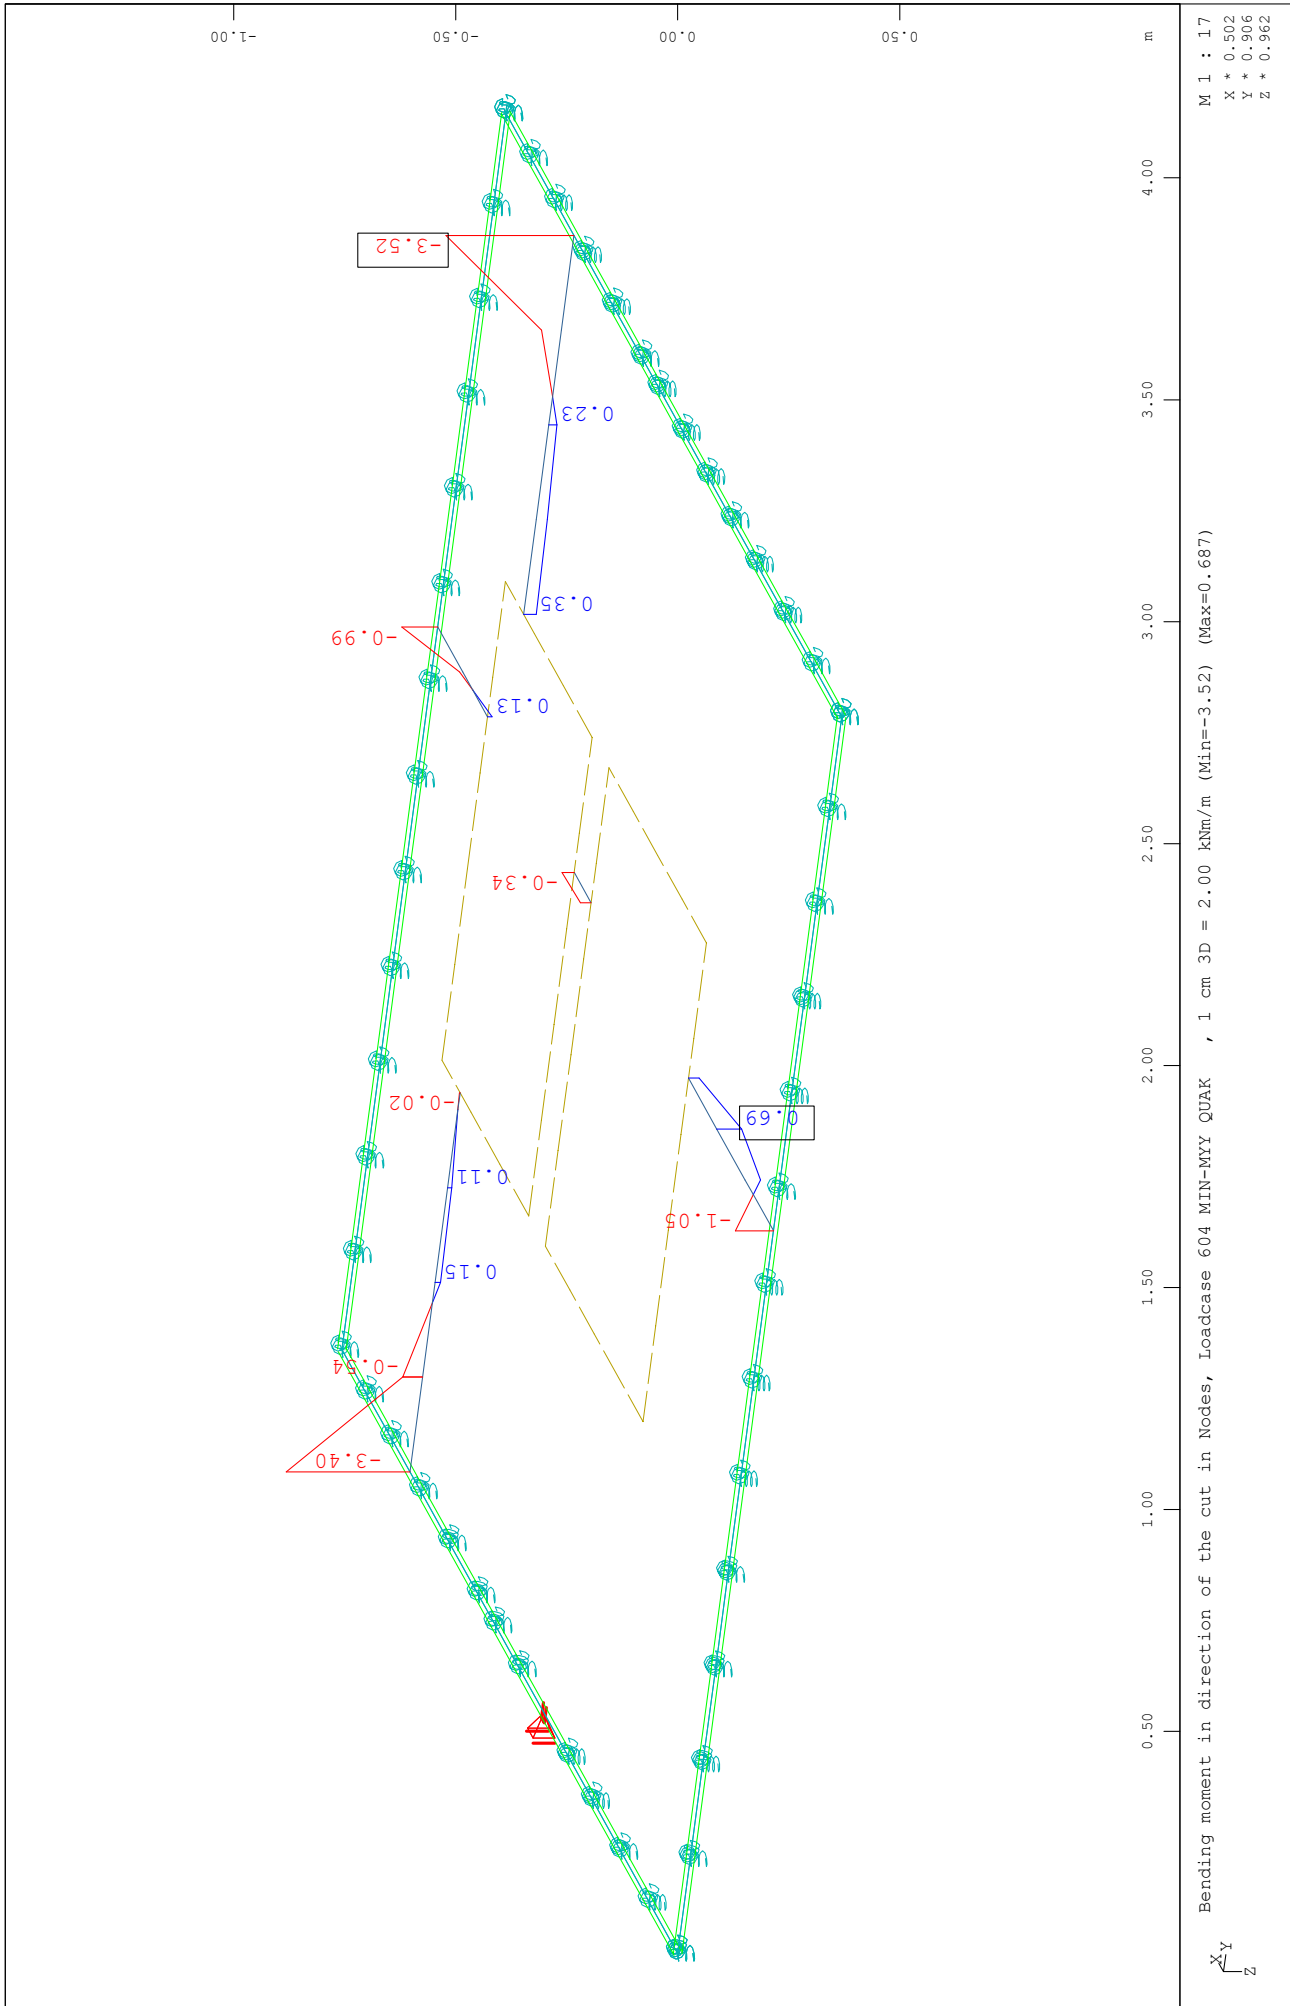 -1.00
-0.50
0.00
0.50
m
4.00
3.50
3.00
2.50
2.00
1.50
1.00
0.50
-3.52
0.23
0.35
-0.99
0.13
-0.34
-0.02
0.11
0.15
-0.54
-3.40
0.69
-1.05
M 1 : 17
X * 0.502
Y * 0.906
Z * 0.962
Bending moment in direction of the cut in Nodes, Loadcase 604 MIN-MYY QUAK , 1 cm 3D = 2.00 kNm/m (Min=-3.52) (Max=0.687)
X
Y
Z